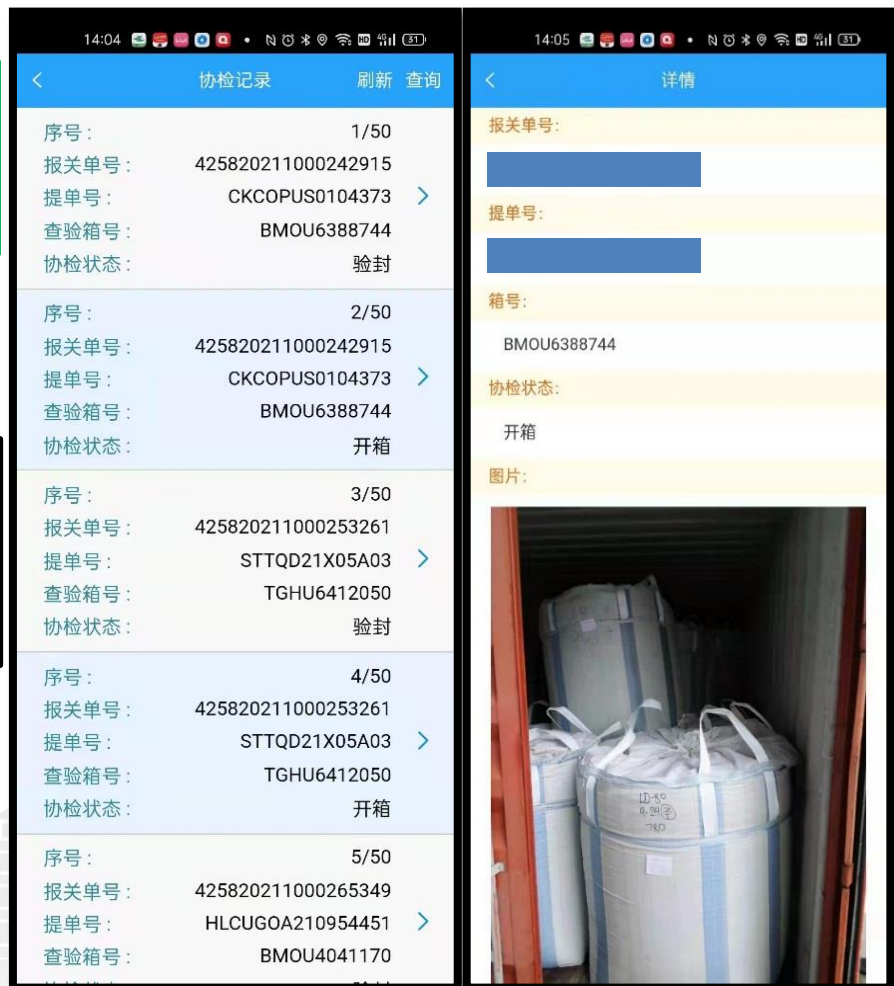 14:04
31
协检记录
刷新 查询
序号: 1/50
报关单号: 425820211000242915
提单号: CKCOPUS0104373
查验箱号: BMOU6388744
协检状态: 验封
序号: 2/50
报关单号: 425820211000242915
提单号: CKCOPUS0104373
查验箱号: BMOU6388744
协检状态: 开箱
序号: 3/50
报关单号: 425820211000253261
提单号: STTQD21X05A03
查验箱号: TGHU6412050
协检状态: 验封
序号: 4/50
报关单号: 425820211000253261
提单号: STTQD21X05A03
查验箱号: TGHU6412050
协检状态: 开箱
序号: 5/50
报关单号: 425820211000265349
提单号: HLCUGOA210954451
查验箱号: BMOU4041170
14:05
31
详情
报关单号:
提单号:
箱号:
BMOU6388744
协检状态:
开箱
图片: